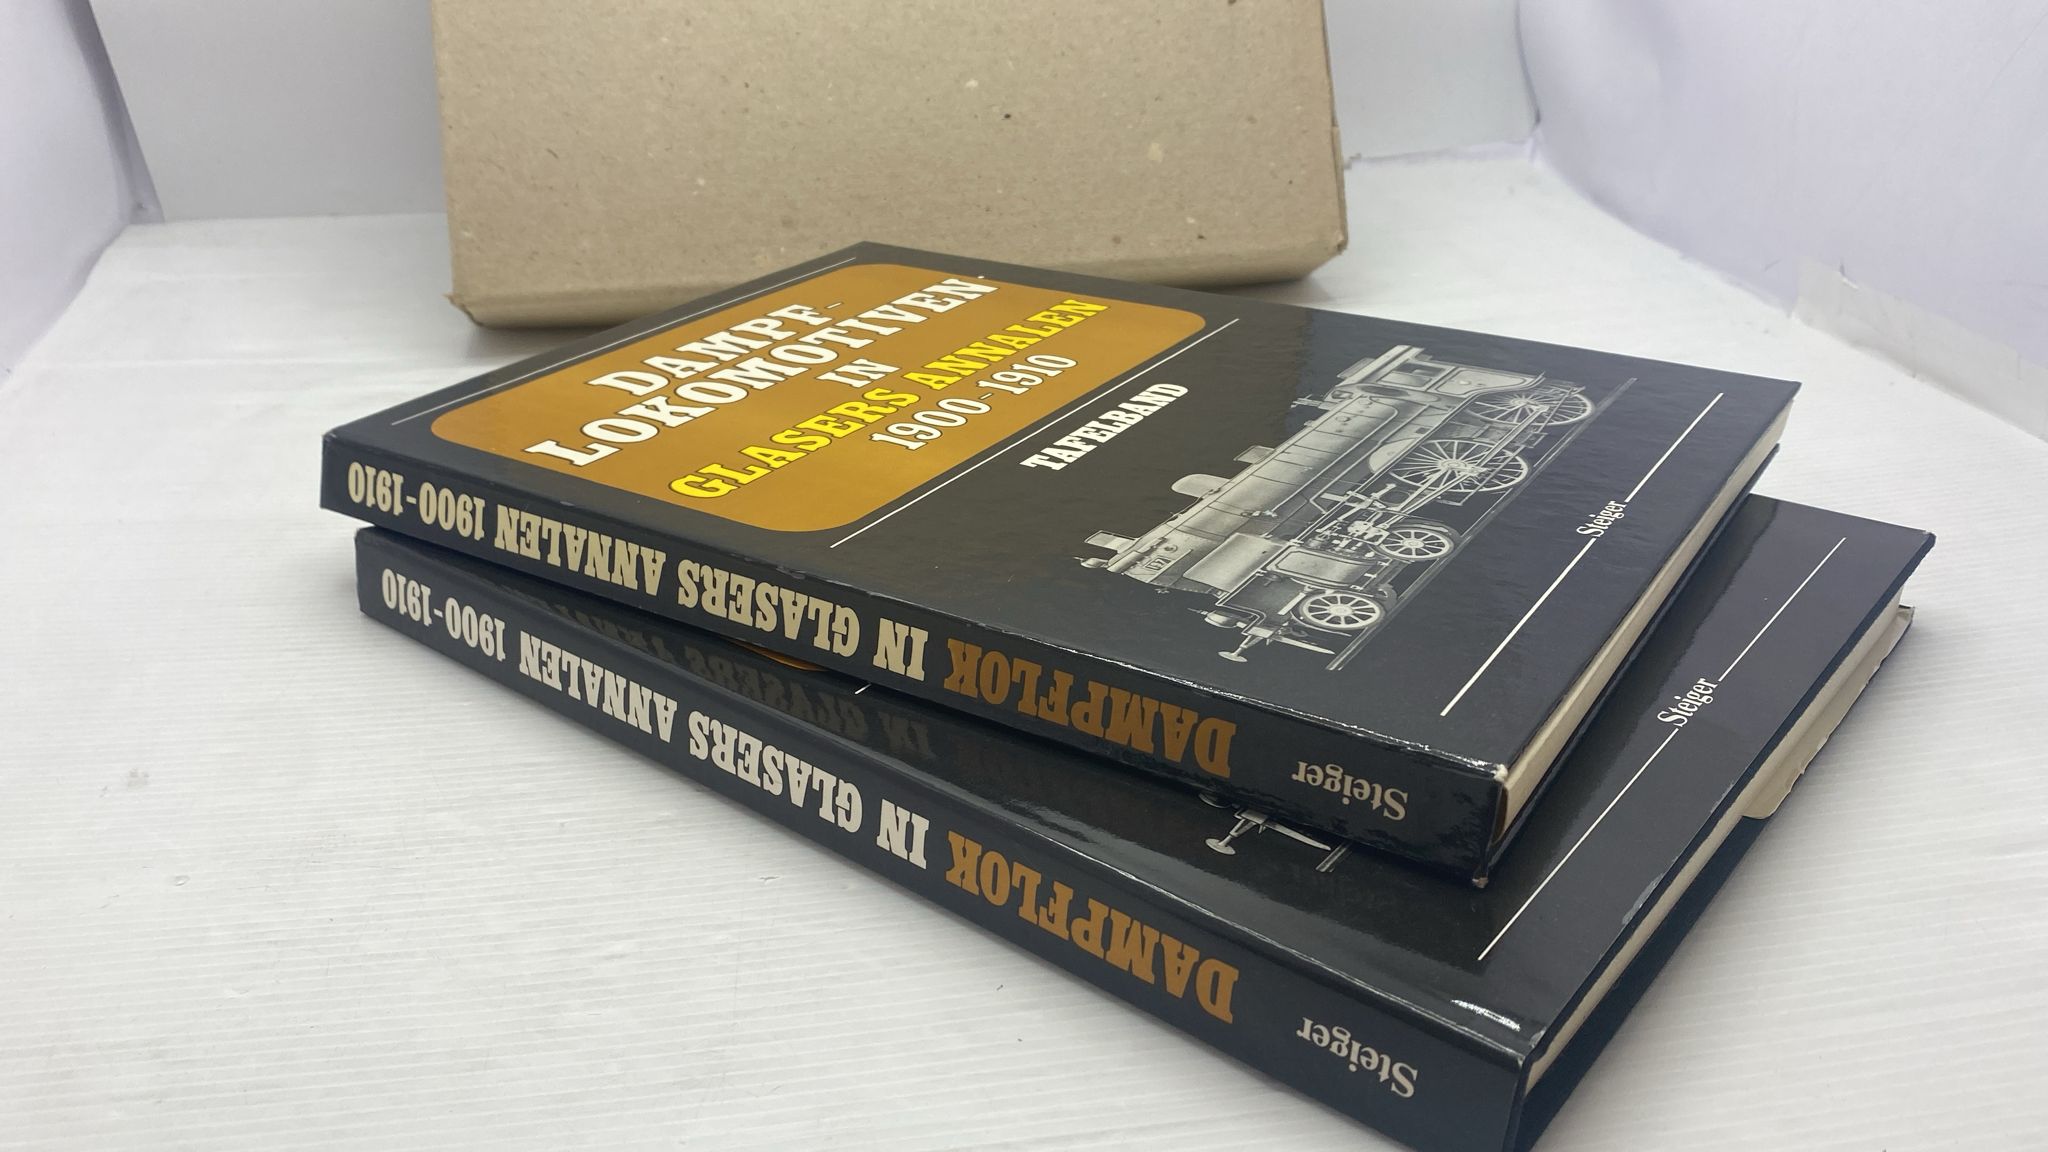 DAMPF-
LOKOMOTIVEN
IN
GLASERS ANNALEN
1900-1910
TAFELBAND
Steiger
Steiger DAMPFLOK IN GLASERS ANNALEN 1900-1910
Steiger
Steiger DAMPFLOK IN GLASERS ANNALEN 1900-1910